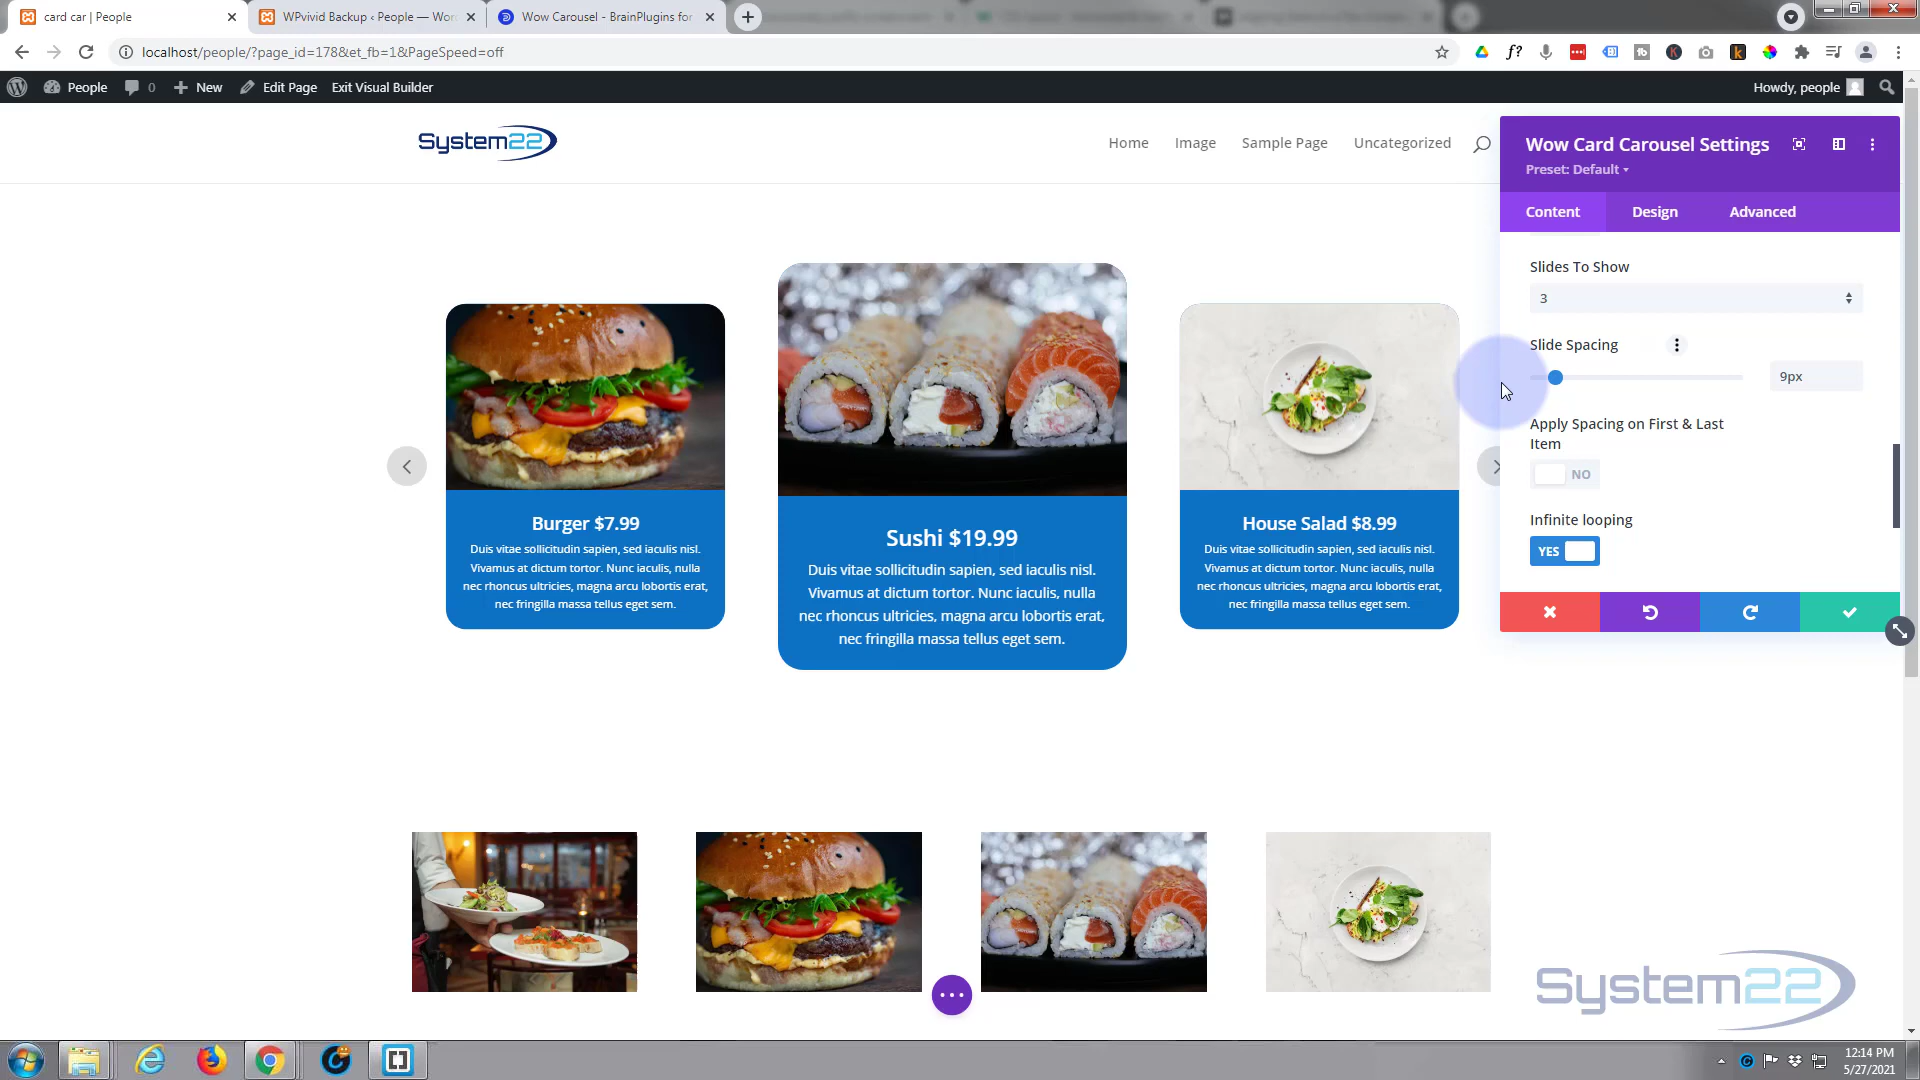 card car | People
WPvivid Backup ‹ People — Wor
Wow Carousel - BrainPlugins for
localhost/people/?page_id=178&et_fb=1&PageSpeed=off
People
0
New
Edit Page
Exit Visual Builder
Howdy, people
System22
Home
Image
Sample Page
Uncategorized
Wow Card Carousel Settings
Preset: Default
Content
Design
Advanced
Slides To Show
3
Slide Spacing
9px
Apply Spacing on First & Last
Item
NO
Infinite looping
YES
Burger $7.99
Duis vitae sollicitudin sapien, sed iaculis nisl.
Vivamus at dictum tortor. Nunc iaculis, nulla
nec rhoncus ultricies, magna arcu lobortis erat,
nec fringilla massa tellus eget sem.
Sushi $19.99
Duis vitae sollicitudin sapien, sed iaculis nisl.
Vivamus at dictum tortor. Nunc iaculis, nulla
nec rhoncus ultricies, magna arcu lobortis erat,
nec fringilla massa tellus eget sem.
House Salad $8.99
Duis vitae sollicitudin sapien, sed iaculis nisl.
Vivamus at dictum tortor. Nunc iaculis, nulla
nec rhoncus ultricies, magna arcu lobortis erat,
nec fringilla massa tellus eget sem.
System22
12:14 PM
5/27/2021